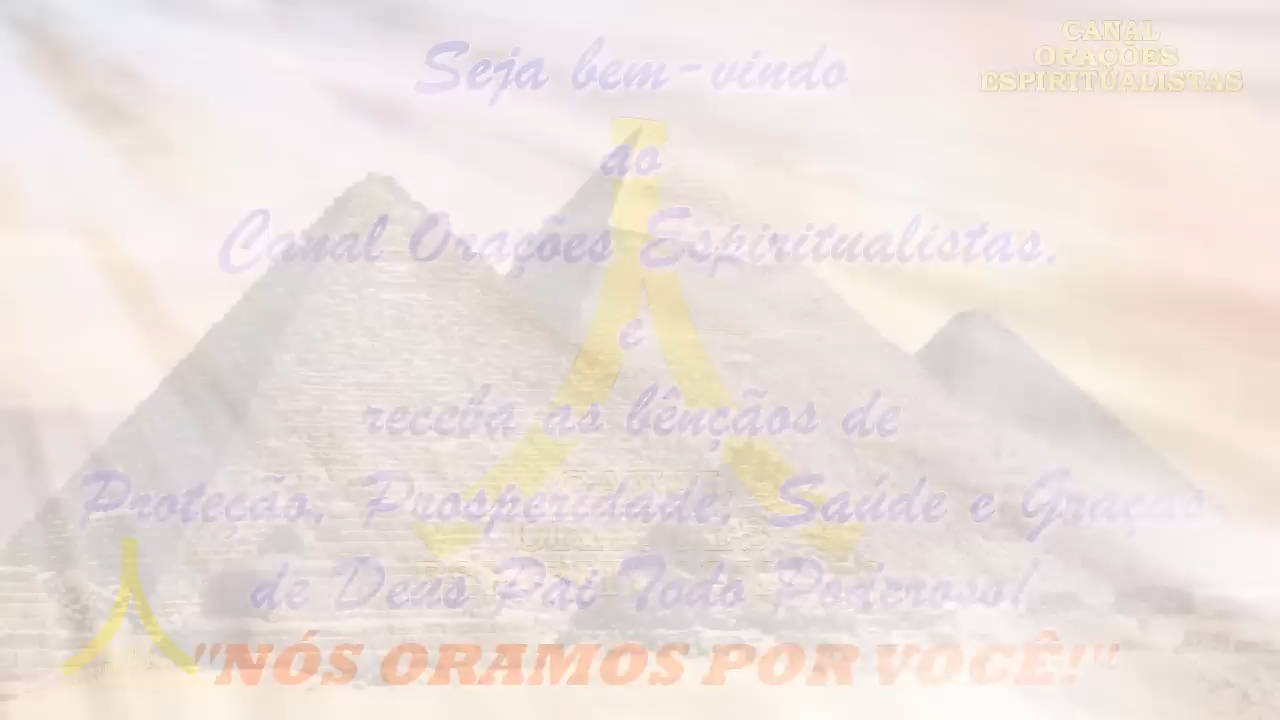 CANAL
ORAÇÕES
ESPIRITUALISTAS
Seja bem-vindo
ao
Canal Orações Espiritualistas.
e
receba as bênçãos de
Proteção, Prosperidade, Saúde e Graças
de Deus Pai Todo Poderoso!
"NÓS ORAMOS POR VOCÊ!"